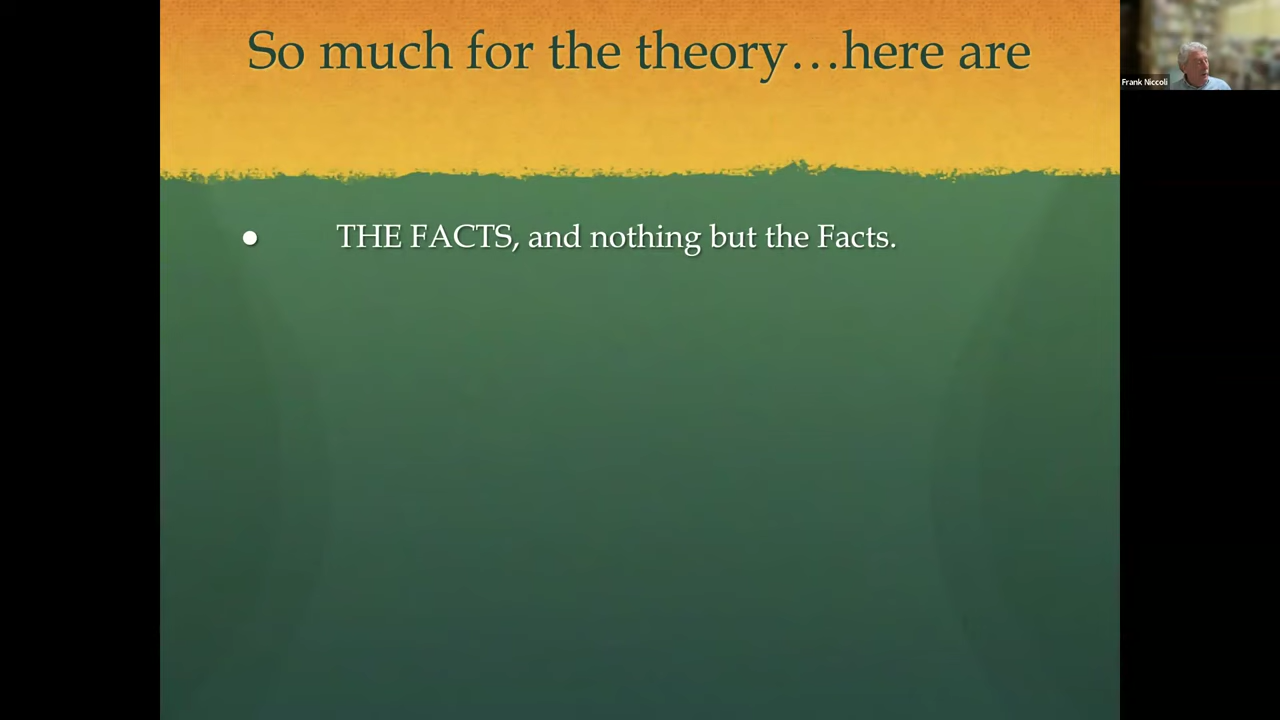 So much for the theory…here are
Frank Niccoli
● THE FACTS, and nothing but the Facts.